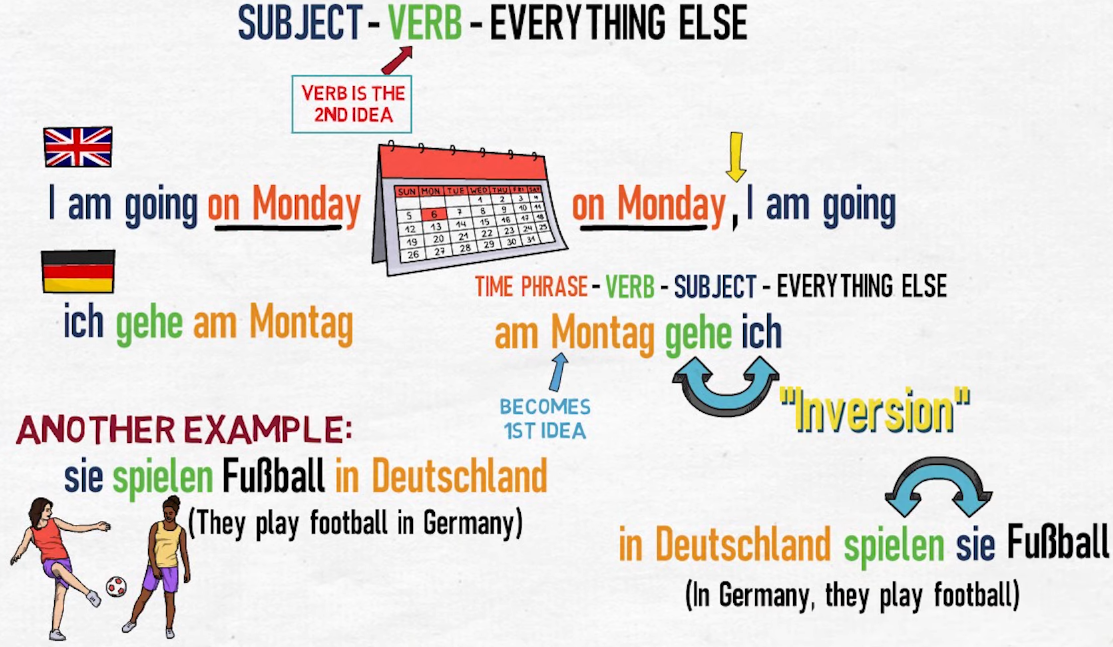 SUBJECT - VERB - EVERYTHING ELSE
VERB IS THE
2ND IDEA
I am going on Monday
SUN MON TUE WED THU FRI SAT
1 2 3 4
5 6 7 8 9 10 11
12 13 14 15 16 17 18
19 20 21 22 23 24 25
26 27 28 29 30 31
on Monday, I am going
TIME PHRASE - VERB - SUBJECT - EVERYTHING ELSE
ich gehe am Montag
am Montag gehe ich
BECOMES
1ST IDEA
"Inversion"
ANOTHER EXAMPLE:
sie spielen Fußball in Deutschland
(They play football in Germany)
in Deutschland spielen sie Fußball
(In Germany, they play football)